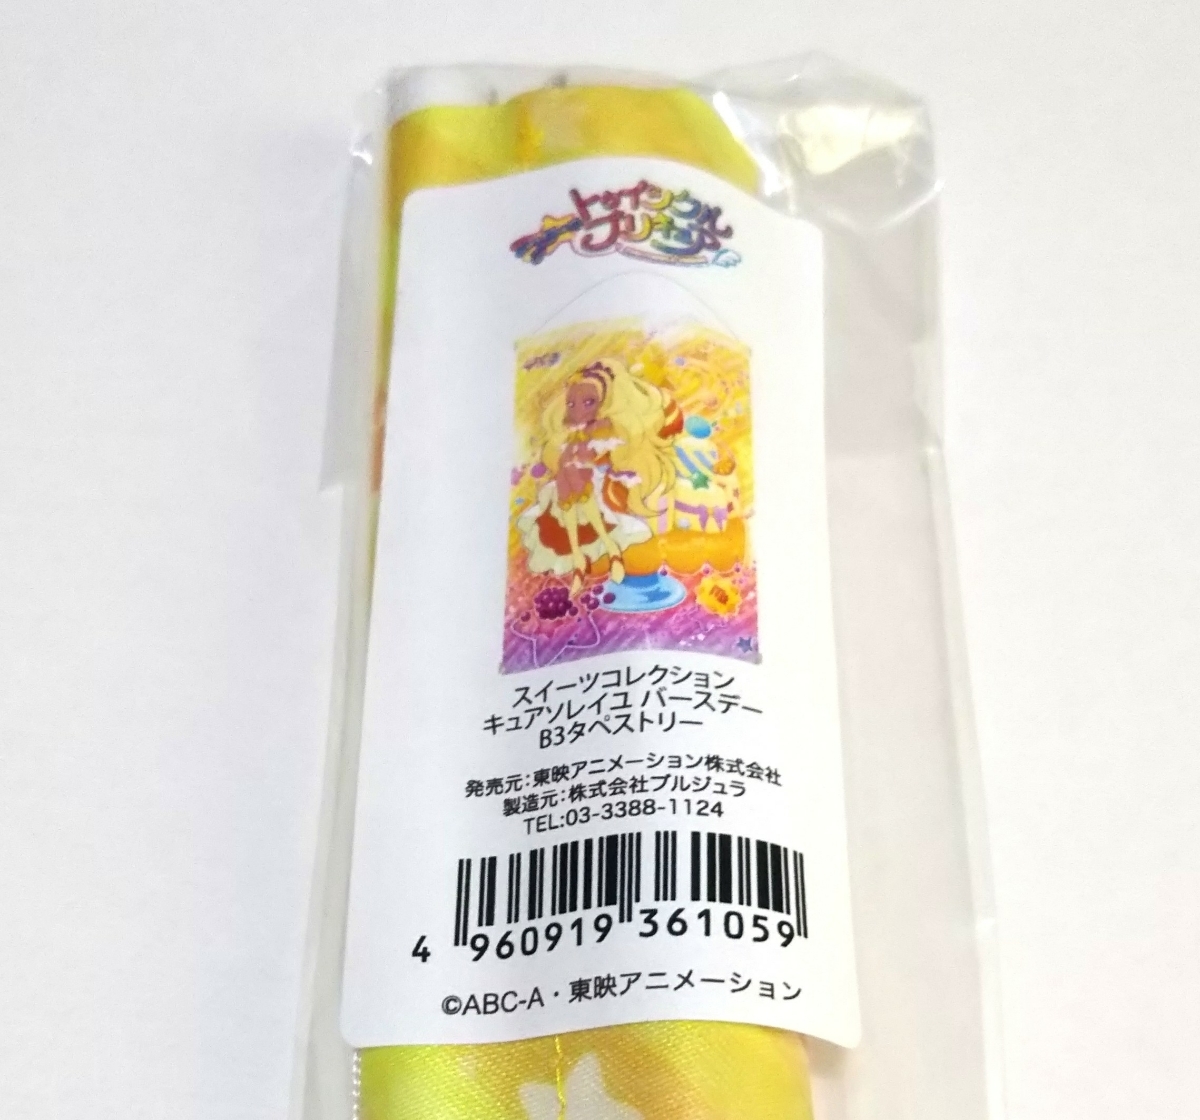 トゥインクル
プリキュア
スイーツコレクション
キュアソレイユ バースデー
B3タペストリー
発売元:東映アニメーション株式会社
製造元:株式会社ブルジュラ
TEL:03-3388-1124
4 960919 361059
©ABC-A・東映アニメーション